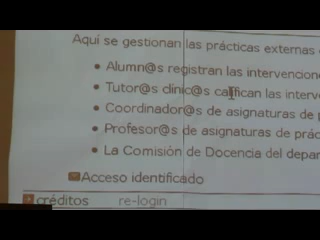 Aquí se gestionan las prácticas externas
• Alumn@s registran las intervencione
• Tutor@s clínic@s califican las interv
• Coordinador@s de asignaturas de p
• Profesor@s de asignaturas de prác
• La Comisión de Docencia del depar
Acceso identificado
créditos re-login